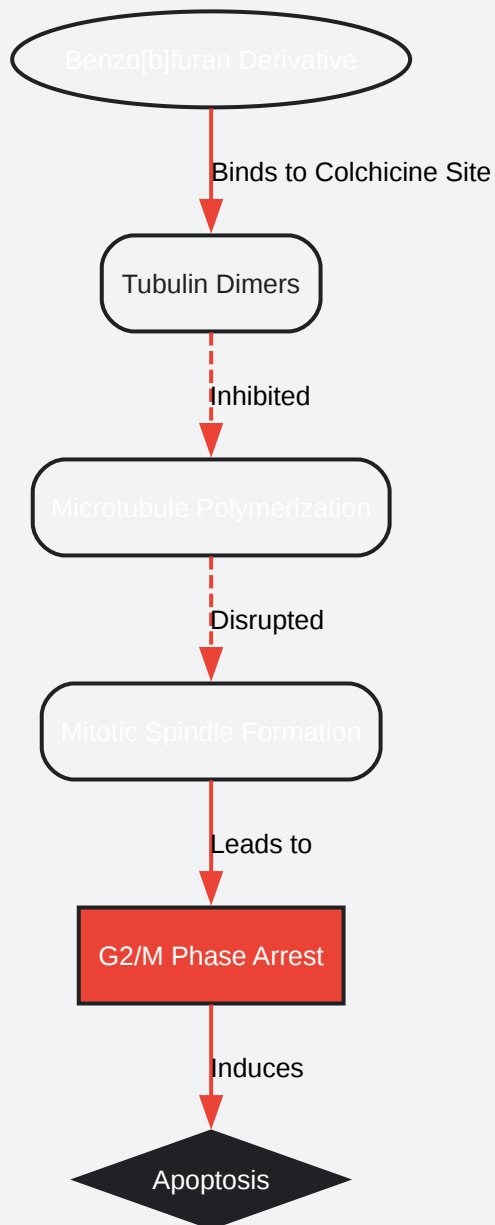 Benzo[b]furan Derivative
Binds to Colchicine Site
Tubulin Dimers
Inhibited
Microtubule Polymerization
Disrupted
Mitotic Spindle Formation
Leads to
G2/M Phase Arrest
Induces
Apoptosis